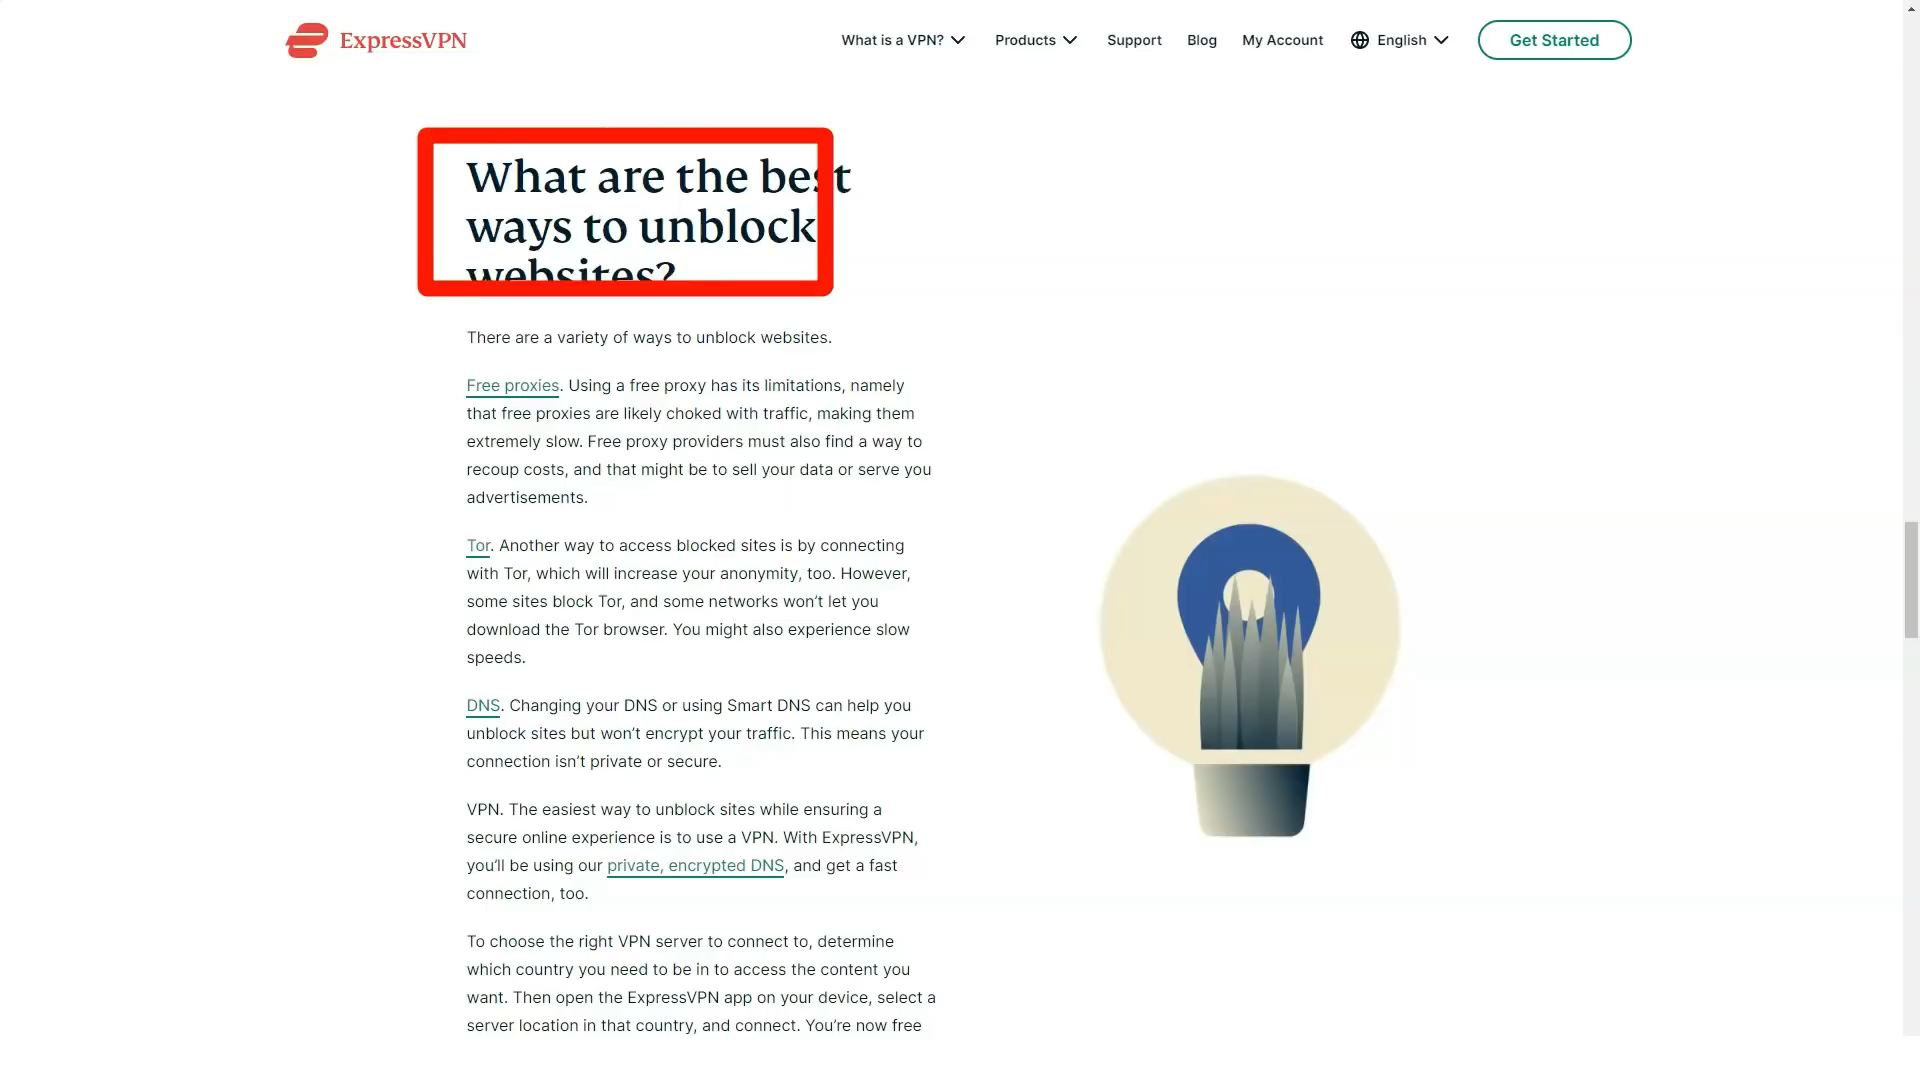 ExpressVPN
What is a VPN?
Products
Support
Blog
My Account
English
Get Started
What are the best
ways to unblock
websites?
There are a variety of ways to unblock websites.
Free proxies. Using a free proxy has its limitations, namely
that free proxies are likely choked with traffic, making them
extremely slow. Free proxy providers must also find a way to
recoup costs, and that might be to sell your data or serve you
advertisements.
Tor. Another way to access blocked sites is by connecting
with Tor, which will increase your anonymity, too. However,
some sites block Tor, and some networks won’t let you
download the Tor browser. You might also experience slow
speeds.
DNS. Changing your DNS or using Smart DNS can help you
unblock sites but won’t encrypt your traffic. This means your
connection isn’t private or secure.
VPN. The easiest way to unblock sites while ensuring a
secure online experience is to use a VPN. With ExpressVPN,
you’ll be using our private, encrypted DNS, and get a fast
connection, too.
To choose the right VPN server to connect to, determine
which country you need to be in to access the content you
want. Then open the ExpressVPN app on your device, select a
server location in that country, and connect. You’re now free